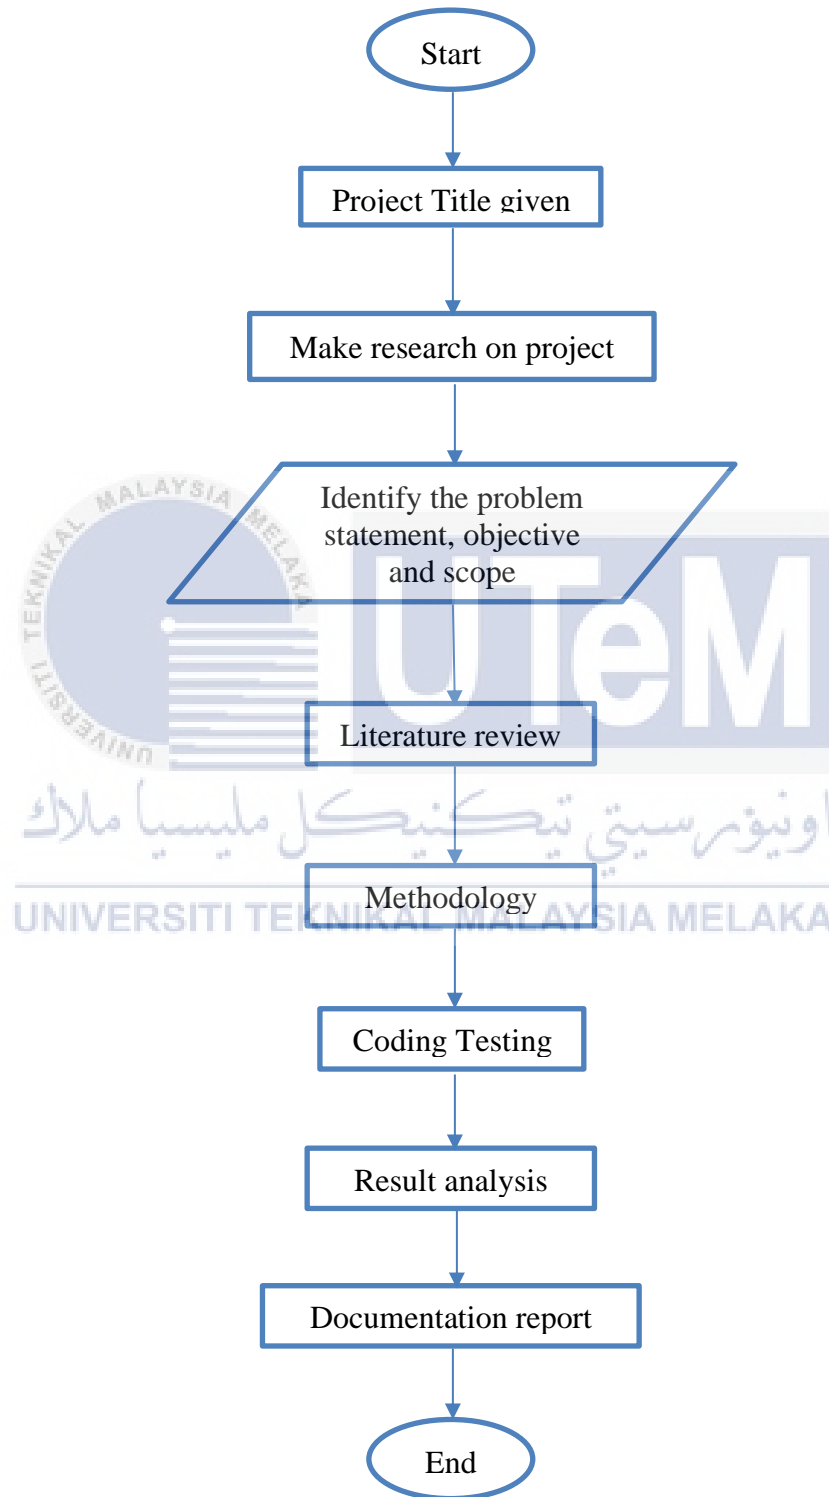 Start
Project Title given
Make research on project
Identify the problem
statement, objective
and scope
UNIVERSITI TEKNIKAL MALAYSIA MELAKA
UTeM
Literature review
اونيۏرسيتي تيكنيكل مليسيا ملاك
Methodology
UNIVERSITI TEKNIKAL MALAYSIA MELAKA
Coding Testing
Result analysis
Documentation report
End